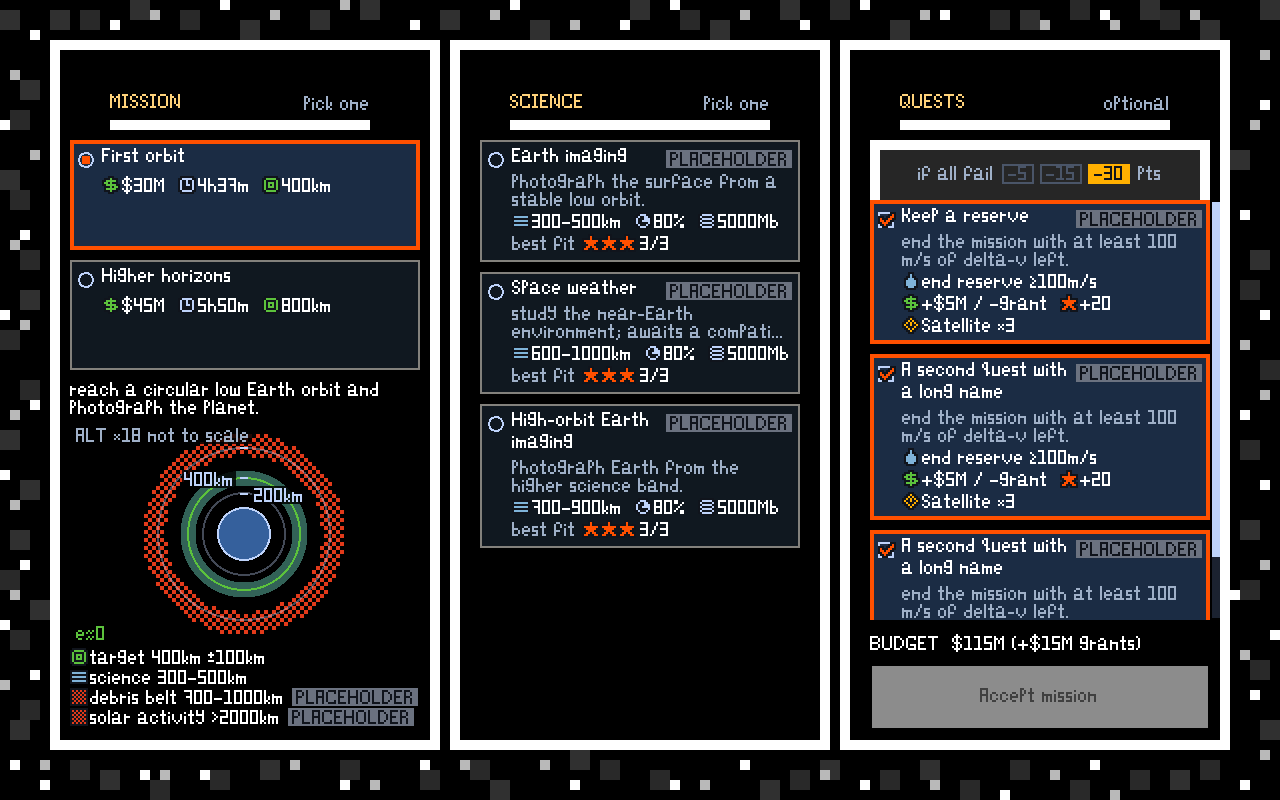 MISSION
Pick one
First orbit
$30M 4h37m 400km
Higher horizons
$45M 5h50m 800km
reach a circular low Earth orbit and
photograph the planet.
ALT ×18 not to scale
400km
200km
e≈0
target 400km ±100km
science 300-500km
debris belt 700-1000km PLACEHOLDER
solar activity >2000km PLACEHOLDER
SCIENCE
Pick one
Earth imaging PLACEHOLDER
photograph the surface from a
stable low orbit.
300-500km 80% 5000Mb
best fit ★★★ 3/3
Space weather PLACEHOLDER
study the near-Earth
environment; awaits a compati…
600-1000km 80% 5000Mb
best fit ★★★ 3/3
High-orbit Earth PLACEHOLDER
imaging
photograph Earth from the
higher science band.
700-900km 80% 5000Mb
best fit ★★★ 3/3
QUESTS
optional
if all fail -5 -15 -30 pts
Keep a reserve PLACEHOLDER
end the mission with at least 100
m/s of delta-v left.
end reserve ≥100m/s
+$5M / -grant +20
Satellite ×3
A second quest with PLACEHOLDER
a long name
end the mission with at least 100
m/s of delta-v left.
end reserve ≥100m/s
+$5M / -grant +20
Satellite ×3
A second quest with PLACEHOLDER
a long name
end the mission with at least 100
m/s of delta-v left.
BUDGET $115M (+$15M grants)
Accept mission